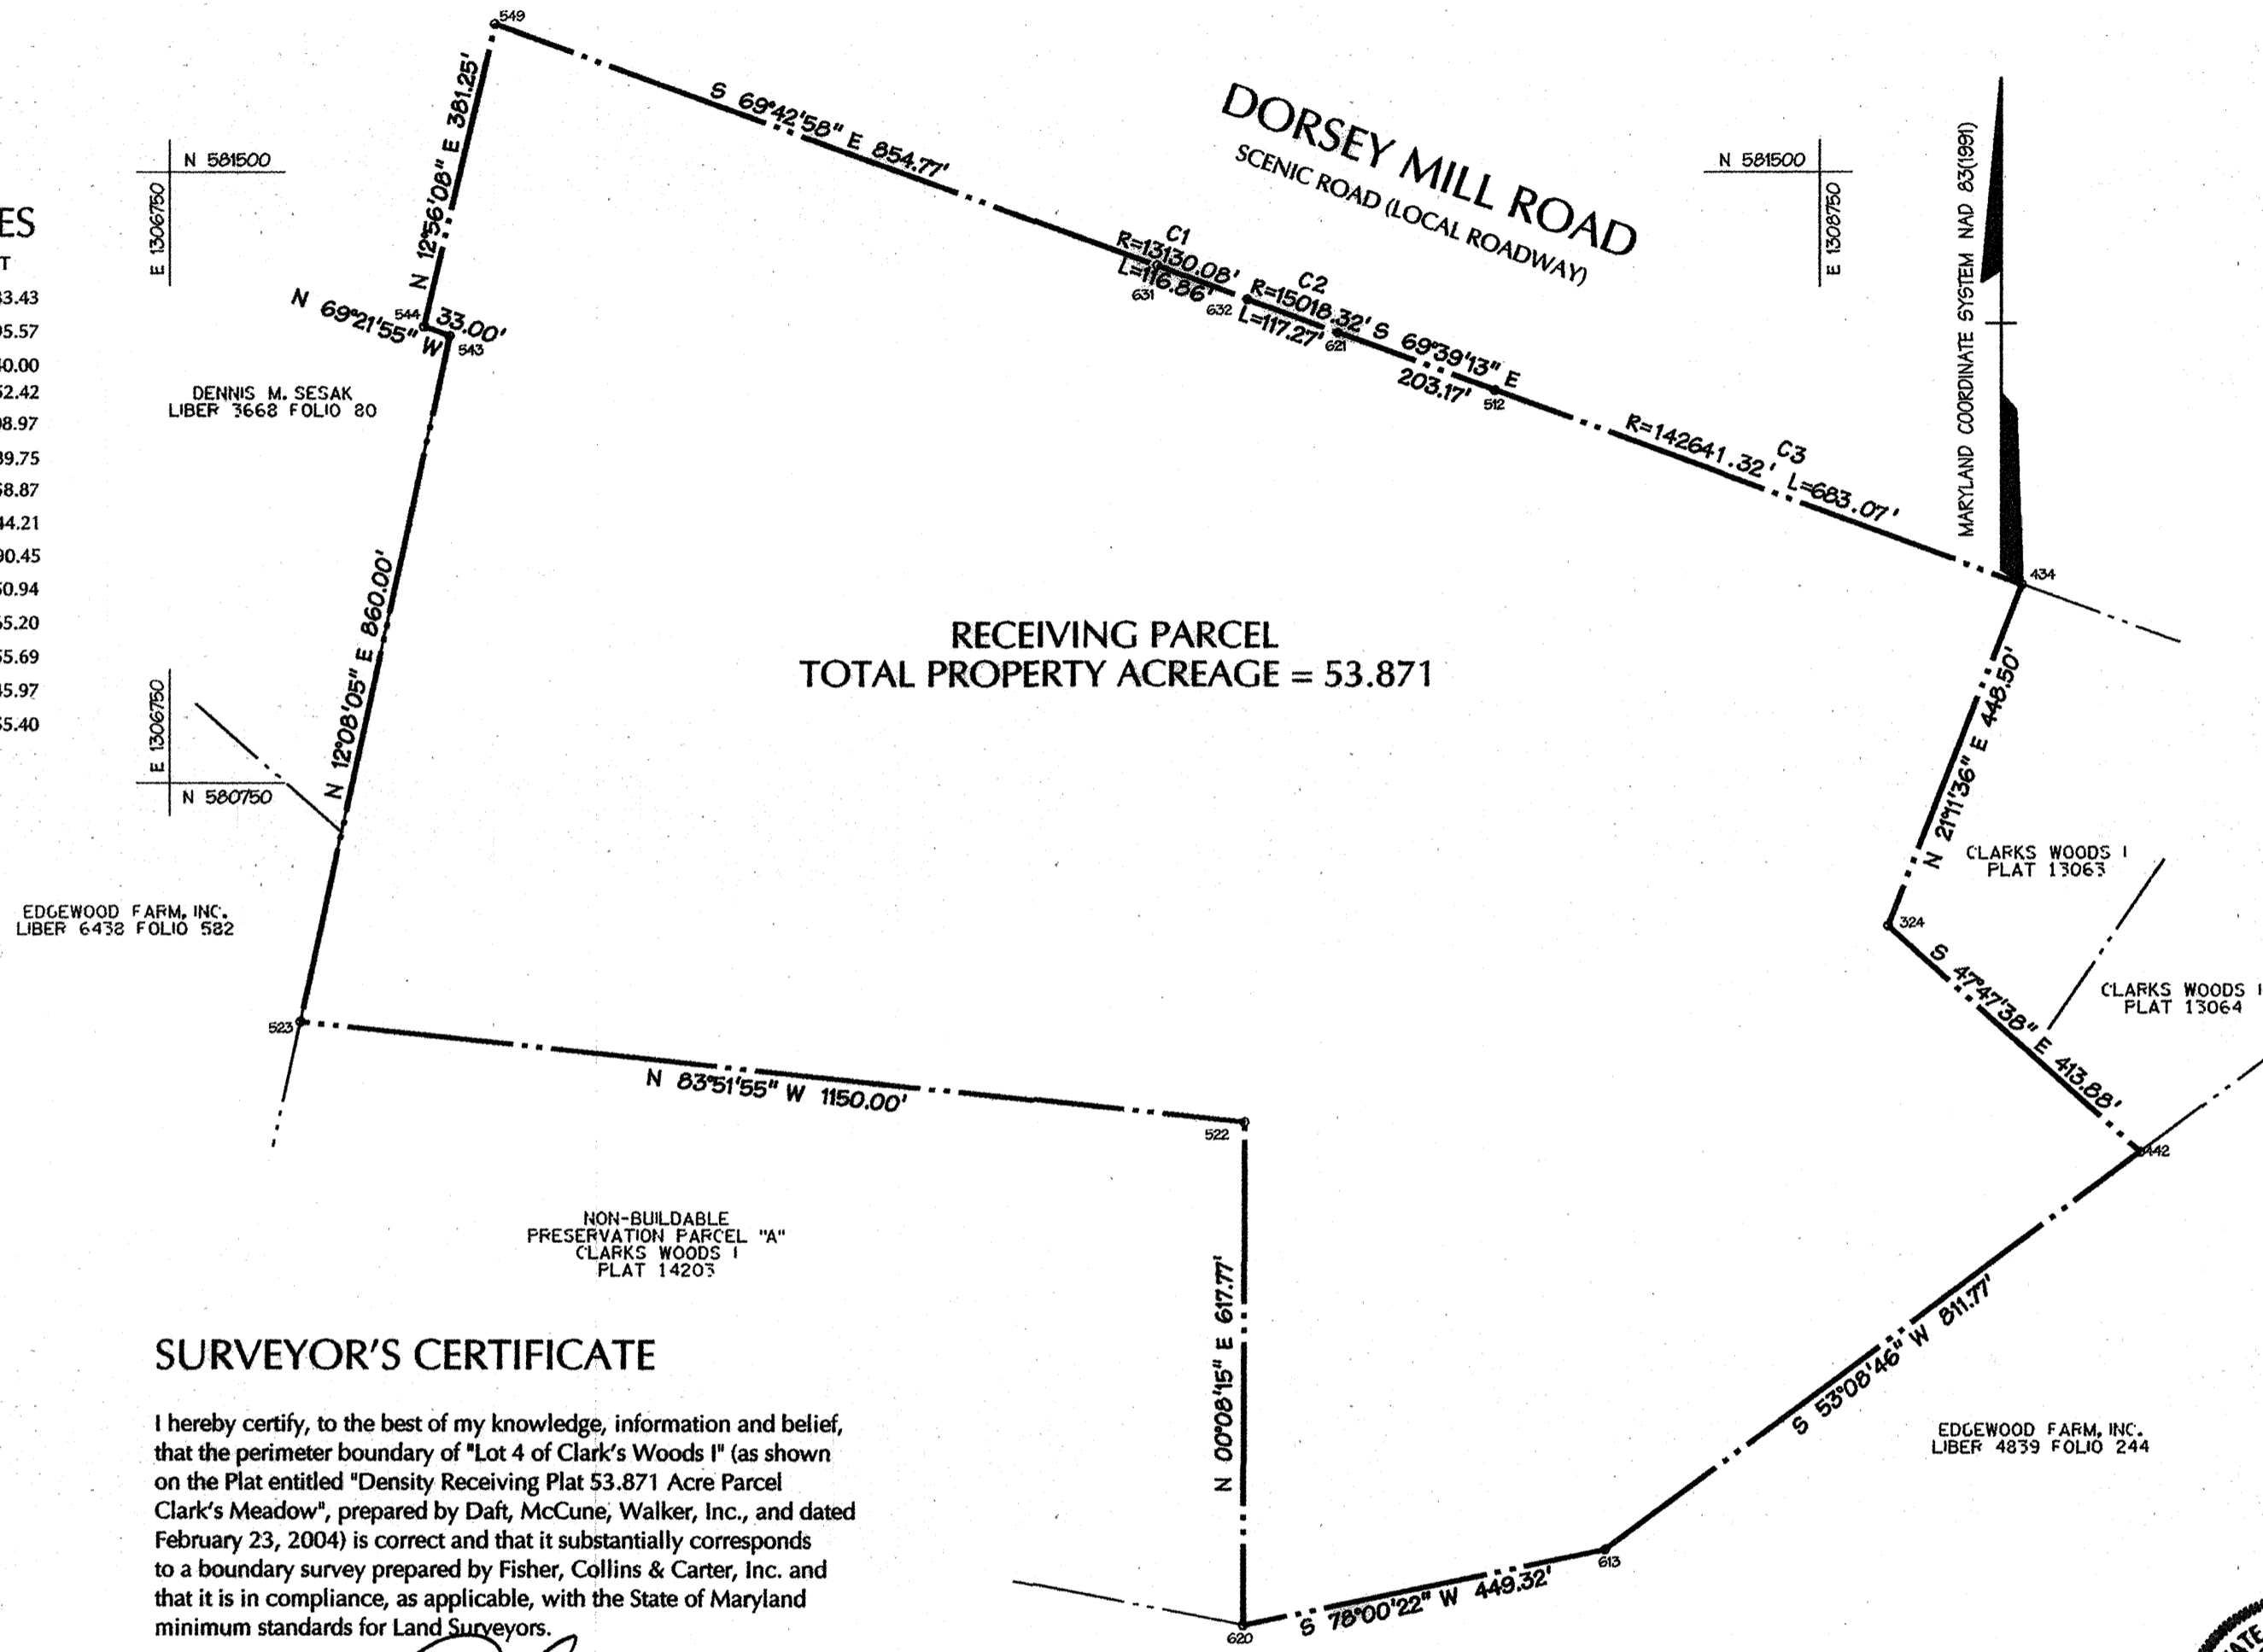 549
N 12°56'08" E 381.25'
S 69°42'58" E 854.77'
DORSEY MILL ROAD
SCENIC ROAD (LOCAL ROADWAY)
N 581500
E 1306750
N 581500
E 1308750
MARYLAND COORDINATE SYSTEM NAD 83(1991)
ES
T
33.43
95.57
40.00
52.42
98.97
39.75
58.87
44.21
90.45
50.94
55.20
55.69
45.97
55.40
C1
R=13130.08'
L=116.86'
631
632
C2
R=15018.32'
L=117.27'
621
S 69°39'13" E
203.17'
512
R=142641.32'
C3
L=683.07'
434
N 69°21'55" W
544
33.00'
543
DENNIS M. SESAK
LIBER 3668 FOLIO 80
N 12°08'05" E 860.00'
RECEIVING PARCEL
TOTAL PROPERTY ACREAGE = 53.871
E 1306750
N 580750
N 21°11'36" E 448.50'
CLARKS WOODS I
PLAT 13063
324
EDGEWOOD FARM, INC.
LIBER 6438 FOLIO 582
S 47°47'38" E 413.88'
CLARKS WOODS I
PLAT 13064
523
N 83°51'55" W 1150.00'
522
442
NON-BUILDABLE
PRESERVATION PARCEL "A"
CLARKS WOODS I
PLAT 14203
N 00°08'15" E 617.77'
S 53°08'46" W 811.77'
EDGEWOOD FARM, INC.
LIBER 4839 FOLIO 244
613
S 78°00'22" W 449.32'
620
SURVEYOR'S CERTIFICATE
I hereby certify, to the best of my knowledge, information and belief,
that the perimeter boundary of "Lot 4 of Clark's Woods I" (as shown
on the Plat entitled "Density Receiving Plat 53.871 Acre Parcel
Clark's Meadow", prepared by Daft, McCune, Walker, Inc., and dated
February 23, 2004) is correct and that it substantially corresponds
to a boundary survey prepared by Fisher, Collins & Carter, Inc. and
that it is in compliance, as applicable, with the State of Maryland
minimum standards for Land Surveyors.